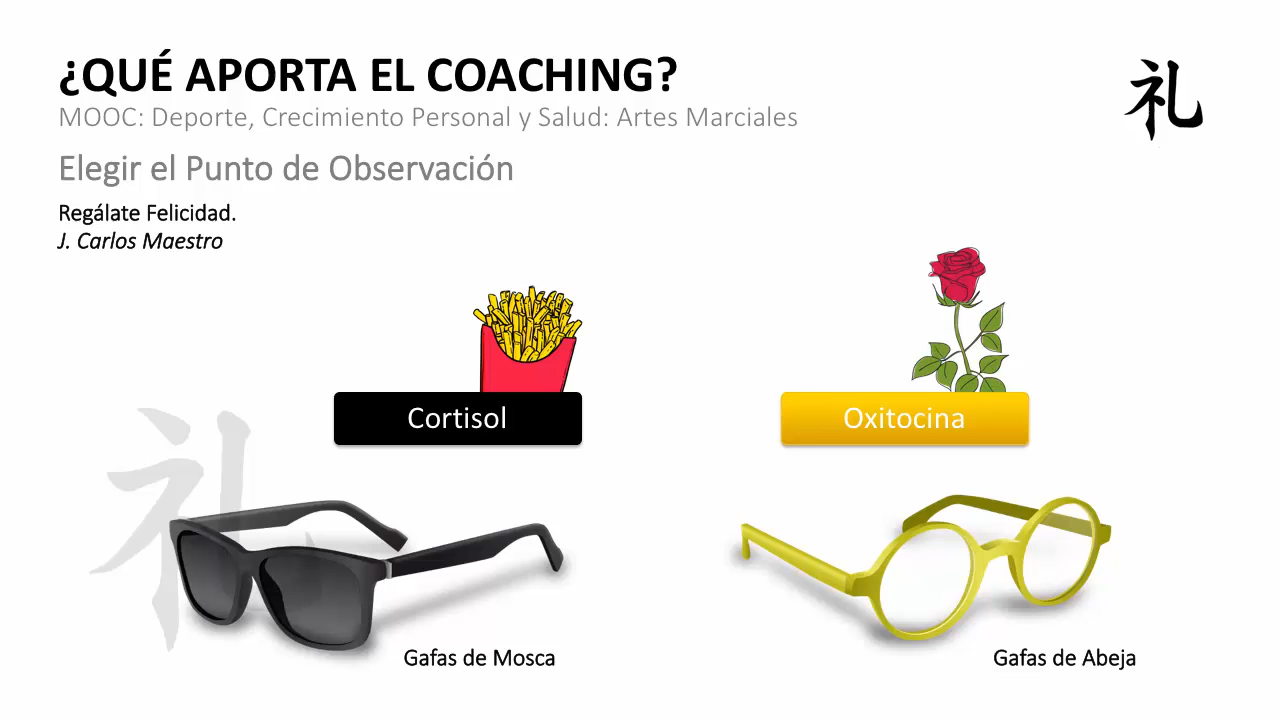 ¿QUÉ APORTA EL COACHING?
礼
MOOC: Deporte, Crecimiento Personal y Salud: Artes Marciales
Elegir el Punto de Observación
Regálate Felicidad.
J. Carlos Maestro
Cortisol
Oxitocina
礼
Gafas de Mosca
Gafas de Abeja